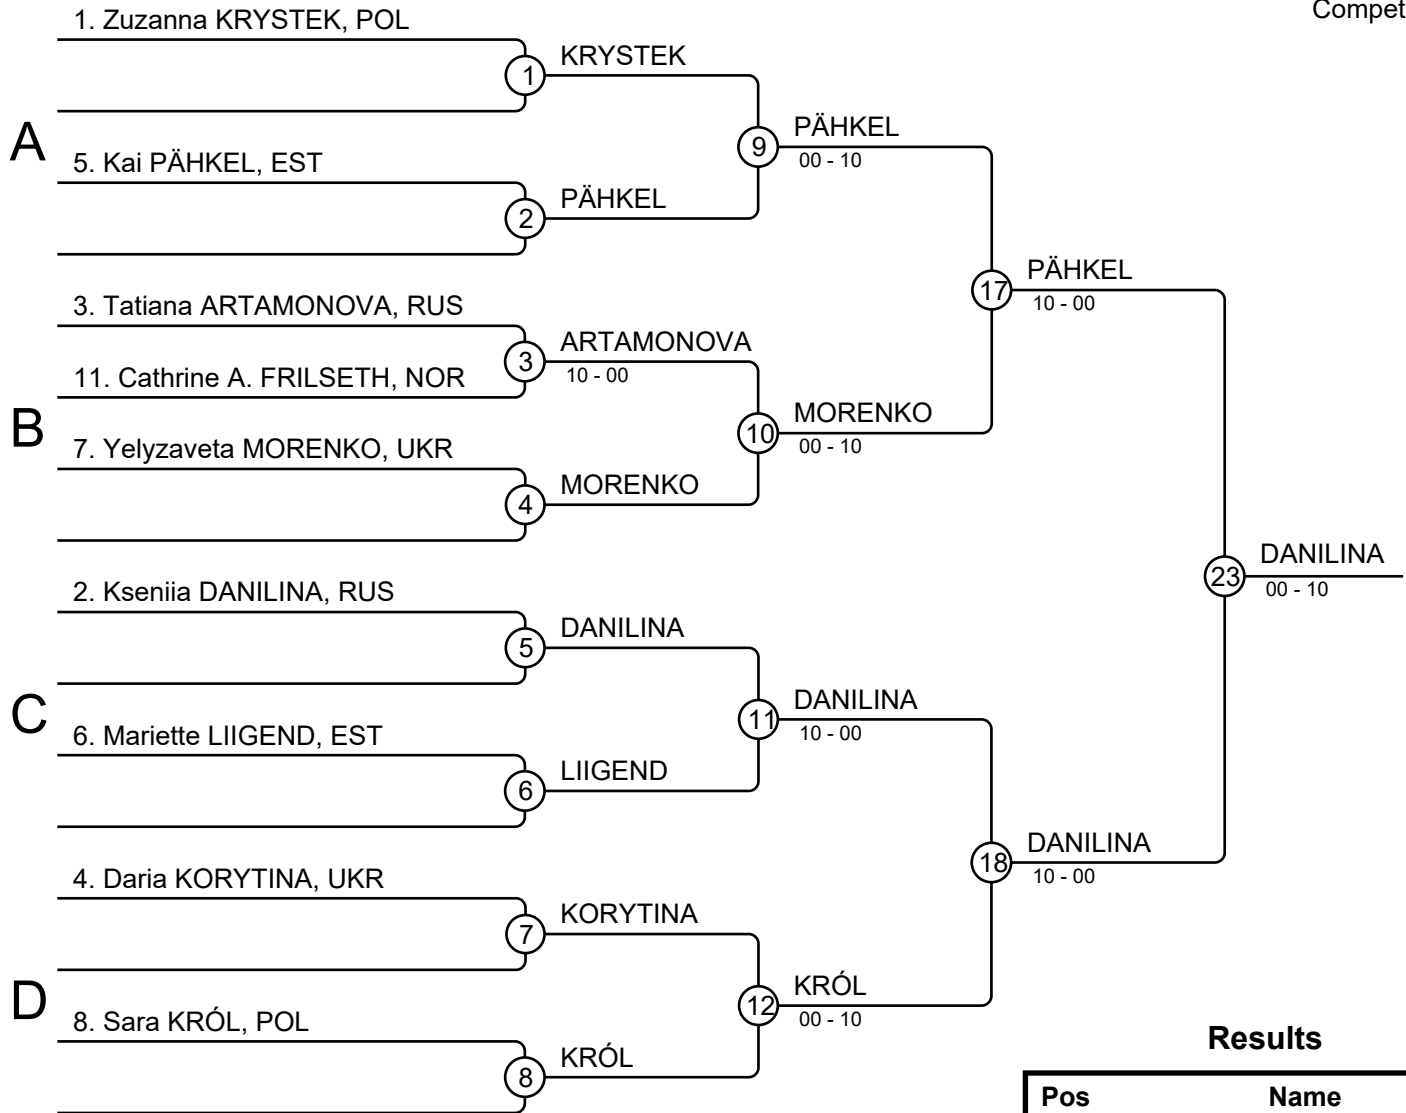 Compet
1. Zuzanna KRYSTEK, POL
1
KRYSTEK
A
9
PÄHKEL
00 - 10
5. Kai PÄHKEL, EST
2
PÄHKEL
17
PÄHKEL
10 - 00
3. Tatiana ARTAMONOVA, RUS
3
ARTAMONOVA
10 - 00
11. Cathrine A. FRILSETH, NOR
B
10
MORENKO
00 - 10
7. Yelyzaveta MORENKO, UKR
4
MORENKO
23
DANILINA
00 - 10
2. Kseniia DANILINA, RUS
5
DANILINA
C
11
DANILINA
10 - 00
6. Mariette LIIGEND, EST
6
LIIGEND
18
DANILINA
10 - 00
4. Daria KORYTINA, UKR
7
KORYTINA
D
12
KRÓL
00 - 10
8. Sara KRÓL, POL
8
KRÓL
Results
Pos Name